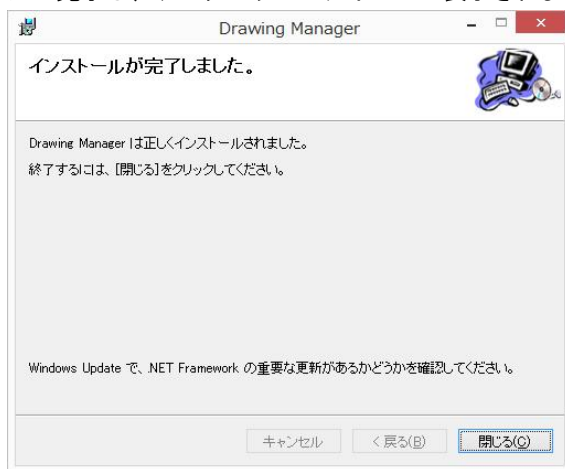 Drawing Manager
インストールが完了しました。
Drawing Manager は正しくインストールされました。
終了するには、[閉じる]をクリックしてください。
Windows Update で、.NET Framework の重要な更新があるかどうかを確認してください。
キャンセル
< 戻る(B)
閉じる(C)